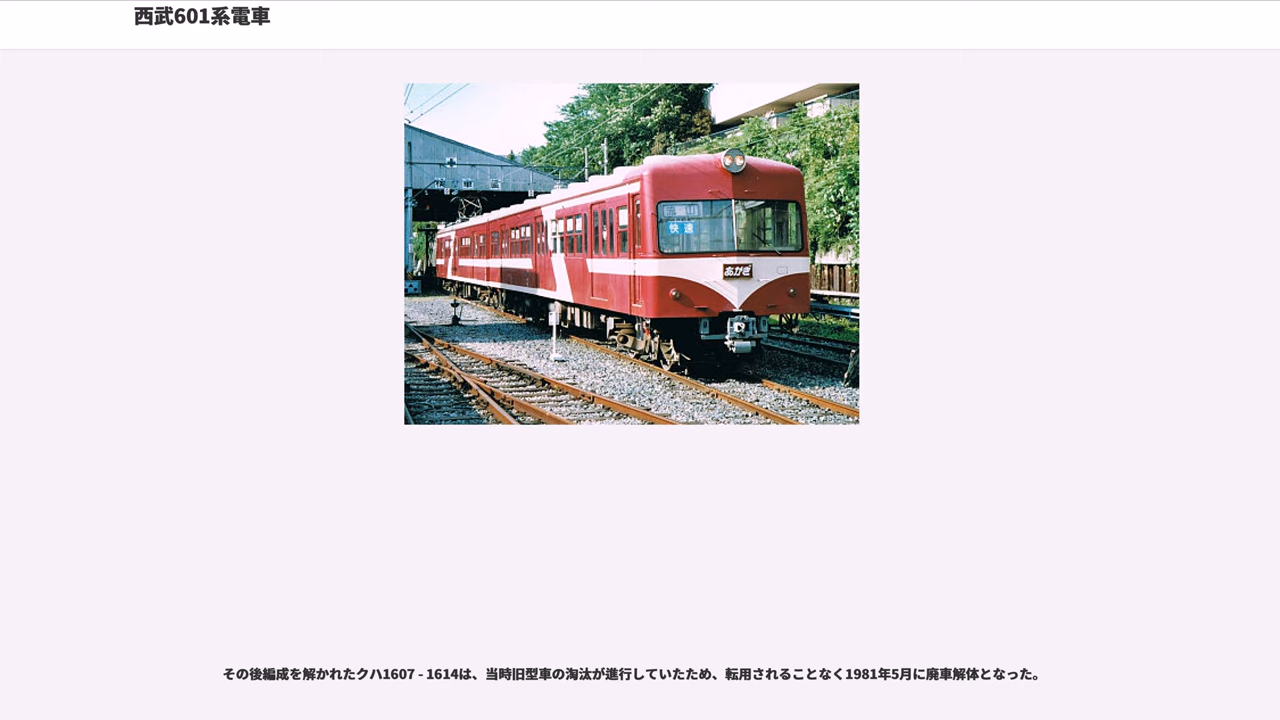 西武601系電車
快速
あかぎ
その後編成を解かれたクハ1607 - 1614は、当時旧型車の淘汰が進行していたため、転用されることなく1981年5月に廃車解体となった。